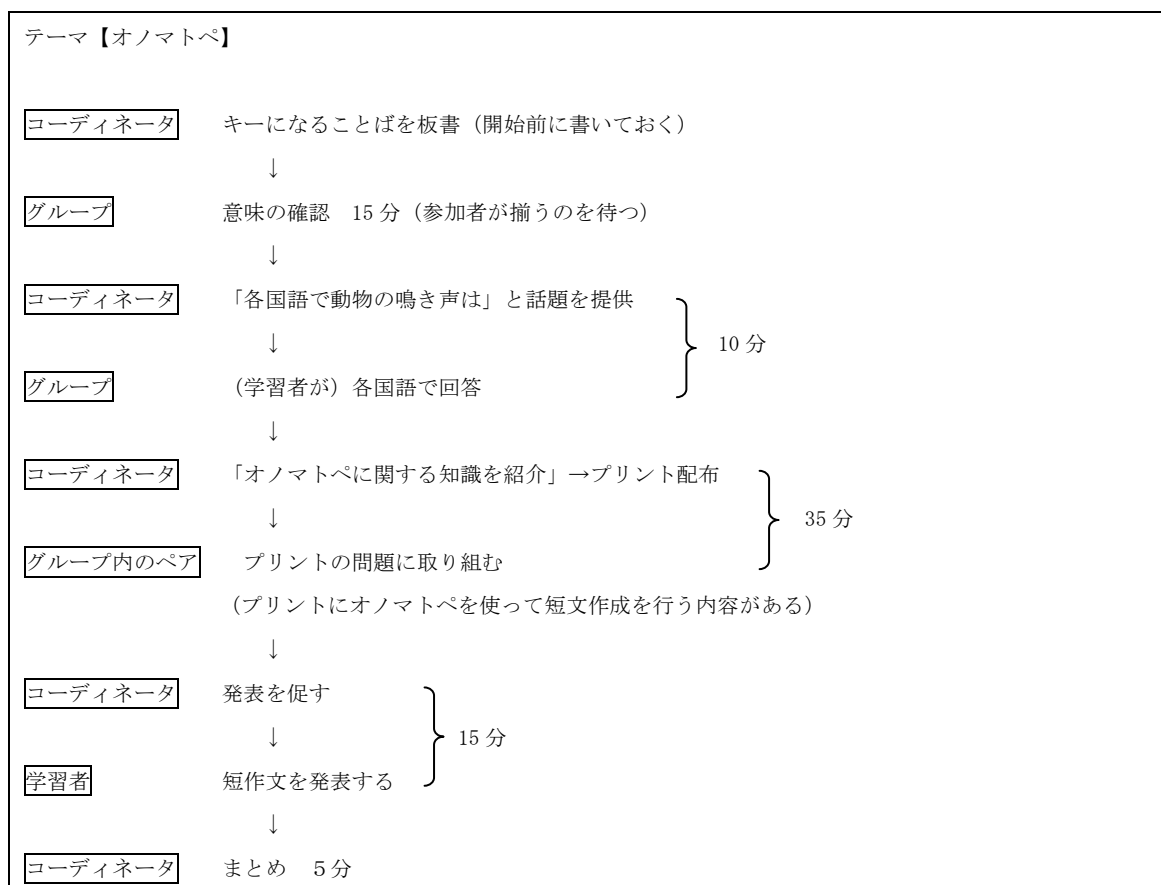 テーマ【オノマトペ】
コーディネータ キーになることばを板書（開始前に書いておく）
↓
グループ 意味の確認 15分（参加者が揃うのを待つ）
↓
コーディネータ 「各国語で動物の鳴き声は」と話題を提供
↓ 10分
グループ （学習者が）各国語で回答
↓
コーディネータ 「オノマトペに関する知識を紹介」→プリント配布
↓ 35分
グループ内のペア プリントの問題に取り組む
（プリントにオノマトペを使って短文作成を行う内容がある）
↓
コーディネータ 発表を促す
↓ 15分
学習者 短作文を発表する
↓
コーディネータ まとめ ５分